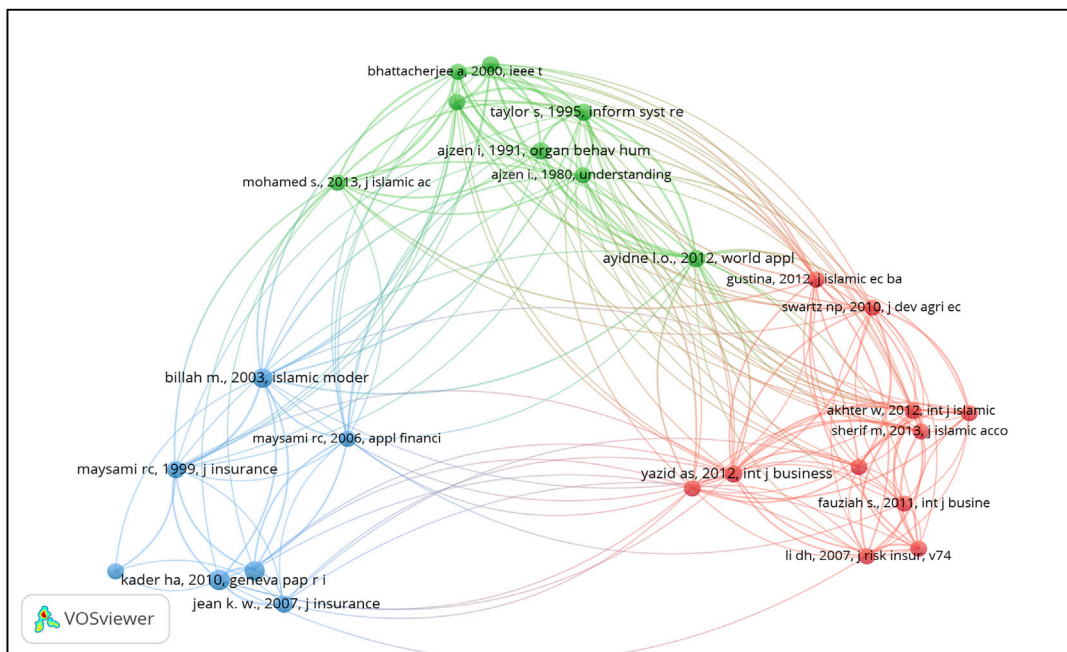 bhattacherjee a, 2000, ieee t
taylor s, 1995, inform syst re
ajzen i, 1991, organ behav hum
ajzen i., 1980, understanding
mohamed s., 2013, j islamic ac
ayidne l.o., 2012, world appl
gustina, 2012, j islamic ec ba
swartz np, 2010, j dev agri ec
billah m., 2003, islamic moder
akhter w, 2012, int j islamic
sherif m, 2013, j islamic acco
maysami rc, 2006, appl financi
maysami rc, 1999, j insurance
yazid as, 2012, int j business
fauziah s., 2011, int j busine
li dh, 2007, j risk insur, v74
kader ha, 2010, geneva pap r i
jean k. w., 2007, j insurance
VOSviewer